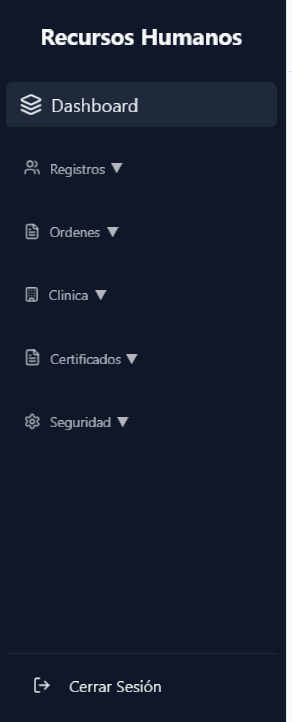 Recursos Humanos
Dashboard
Registros ▼
Ordenes ▼
Clinica ▼
Certificados ▼
Seguridad ▼
Cerrar Sesión